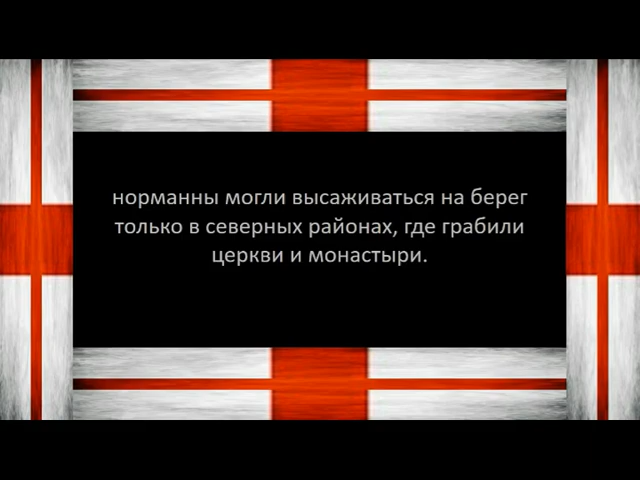 норманны могли высаживаться на берег
только в северных районах, где грабили
церкви и монастыри.